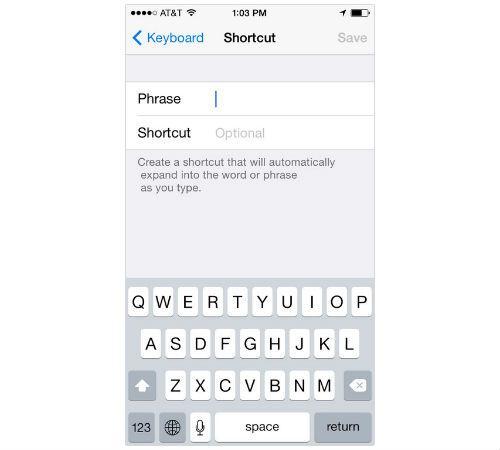 AT&T 1:03 PM
Keyboard Shortcut Save
Phrase
Shortcut Optional
Create a shortcut that will automatically
expand into the word or phrase
as you type.
Q W E R T Y U I O P
A S D F G H J K L
Z X C V B N M
123 space return